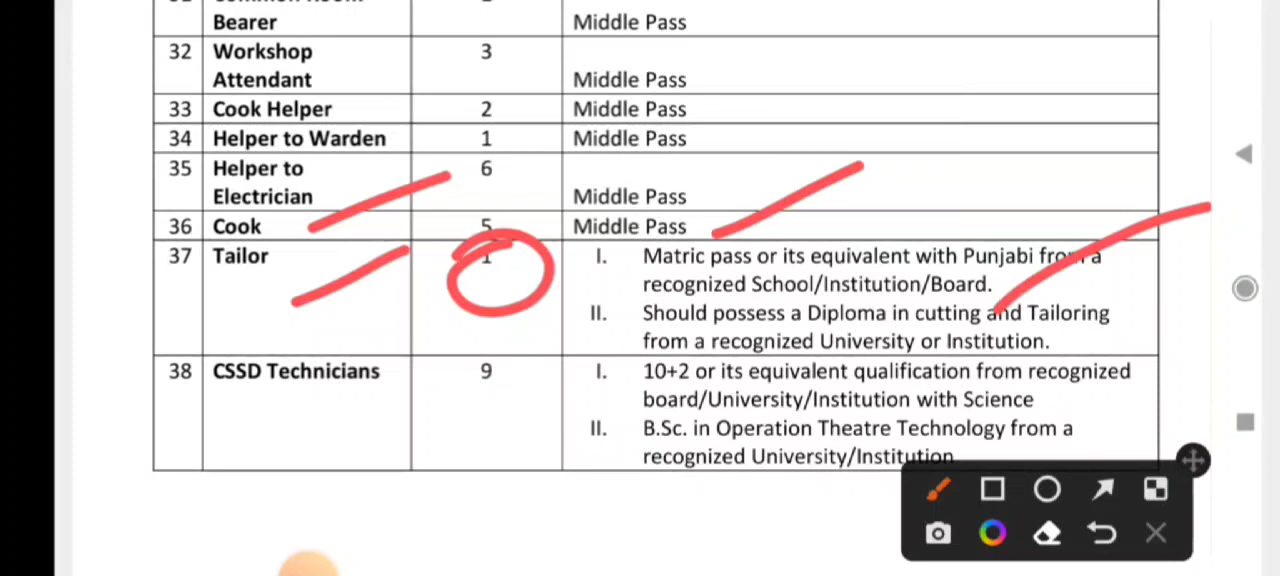 Bearer
Middle Pass
32 Workshop 3
Attendant Middle Pass
33 Cook Helper 2 Middle Pass
34 Helper to Warden 1 Middle Pass
35 Helper to 6
Electrician Middle Pass
36 Cook 5 Middle Pass
37 Tailor 1 I. Matric pass or its equivalent with Punjabi from a
recognized School/Institution/Board.
II. Should possess a Diploma in cutting and Tailoring
from a recognized University or Institution.
38 CSSD Technicians 9 I. 10+2 or its equivalent qualification from recognized
board/University/Institution with Science
II. B.Sc. in Operation Theatre Technology from a
recognized University/Institution